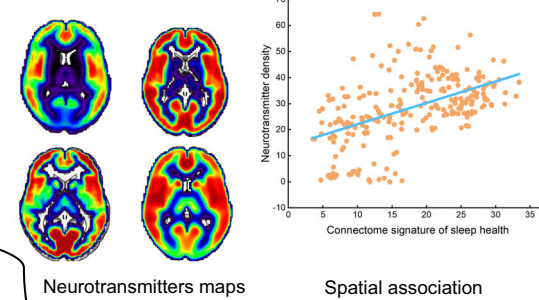 70
60
50
40
30
20
10
0
-10
Neurotransmitter density
0 5 10 15 20 25 30 35
Connectome signature of sleep health
Neurotransmitters maps
Spatial association